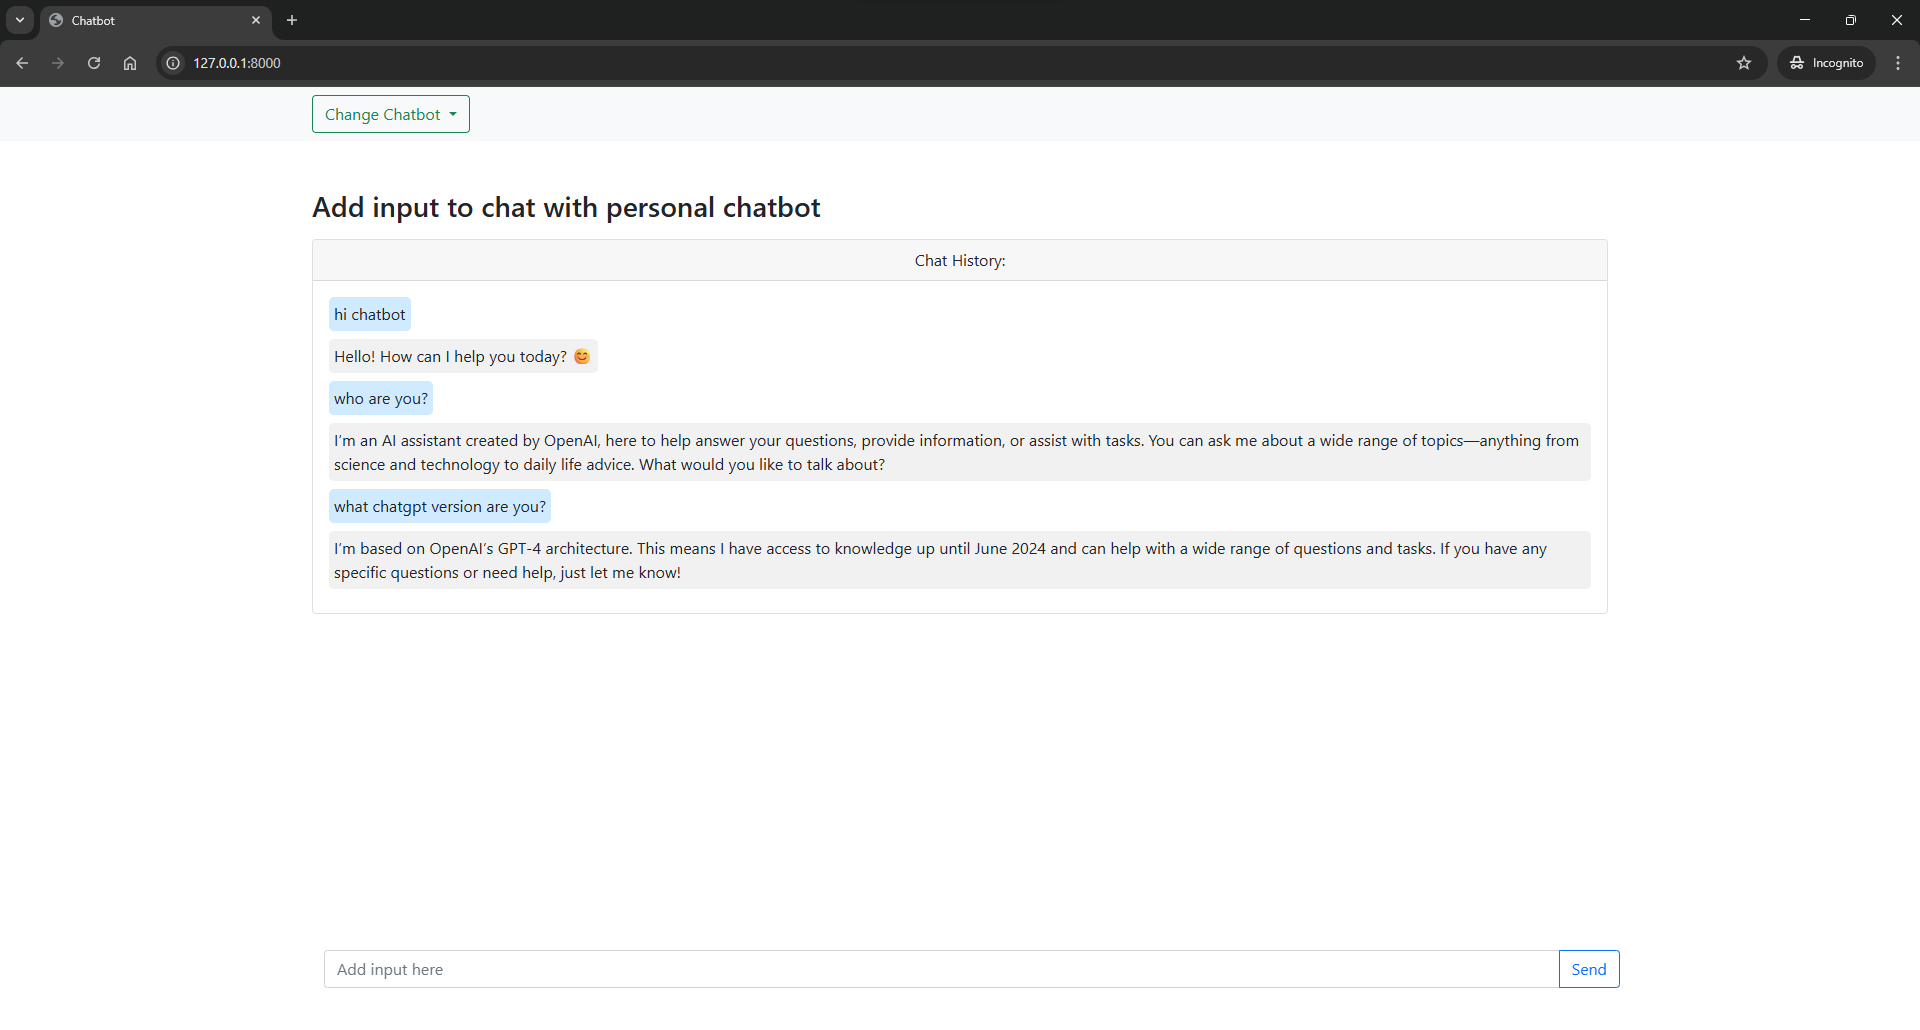 Chatbot
127.0.0.1:8000
Incognito
Change Chatbot
Add input to chat with personal chatbot
Chat History:
hi chatbot
Hello! How can I help you today? 😊
who are you?
I’m an AI assistant created by OpenAI, here to help answer your questions, provide information, or assist with tasks. You can ask me about a wide range of topics—anything from
science and technology to daily life advice. What would you like to talk about?
what chatgpt version are you?
I’m based on OpenAI’s GPT-4 architecture. This means I have access to knowledge up until June 2024 and can help with a wide range of questions and tasks. If you have any
specific questions or need help, just let me know!
Add input here
Send